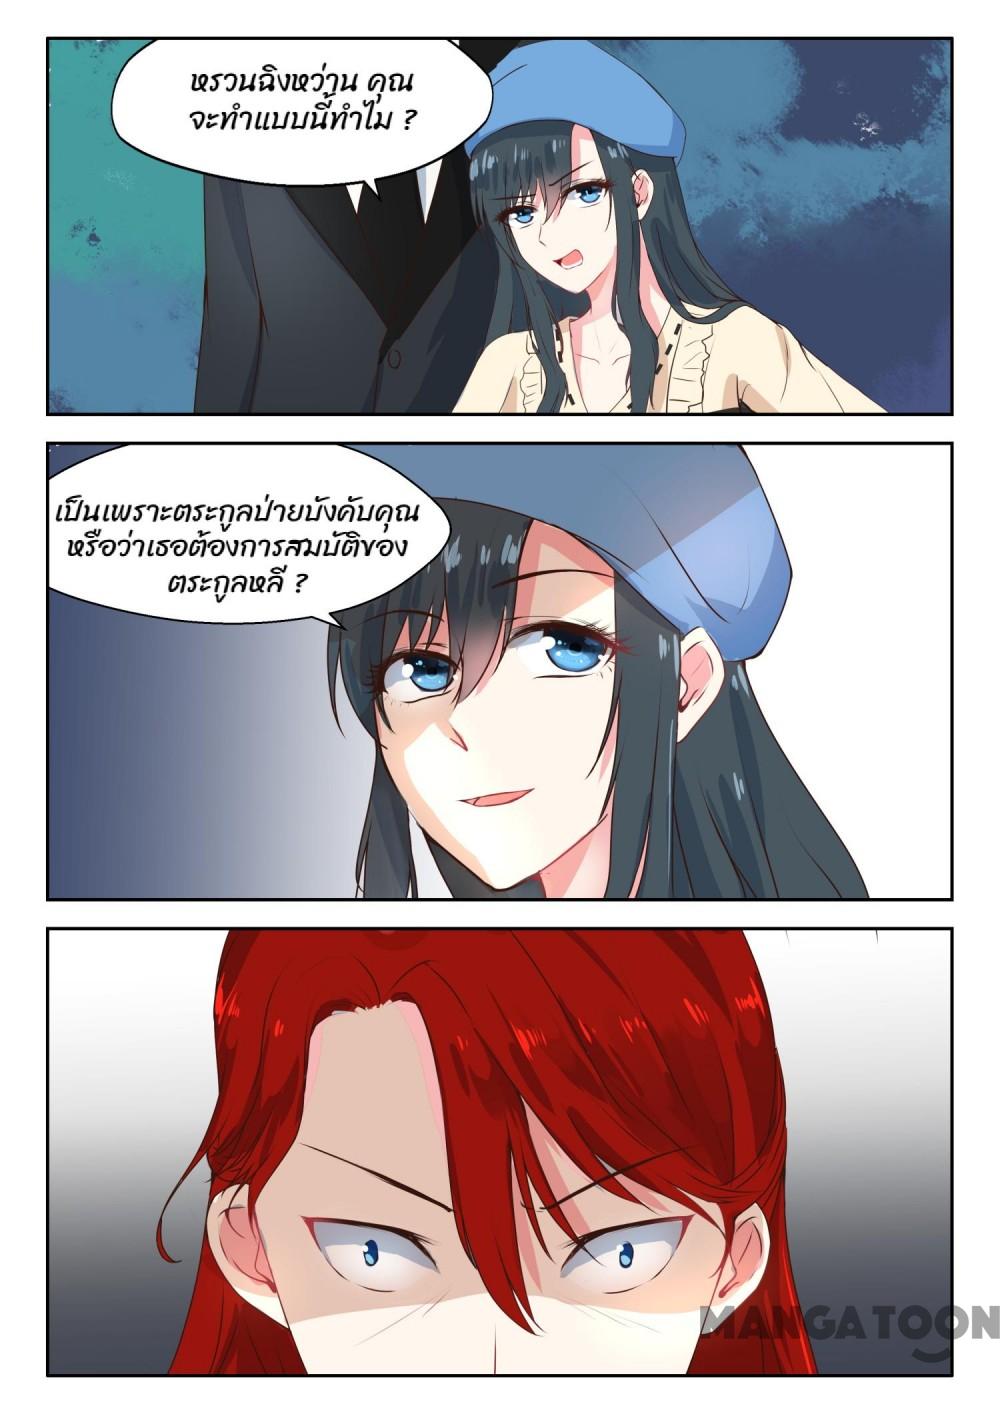 หรวนฉิงหว่าน คุณ
จะทำแบบนี้ทำไม ?
เป็นเพราะตระกูลป่ายบังคับคุณ
หรือว่าเธอต้องการสมบัติของ
ตระกูลหลี ?
MANGATOON